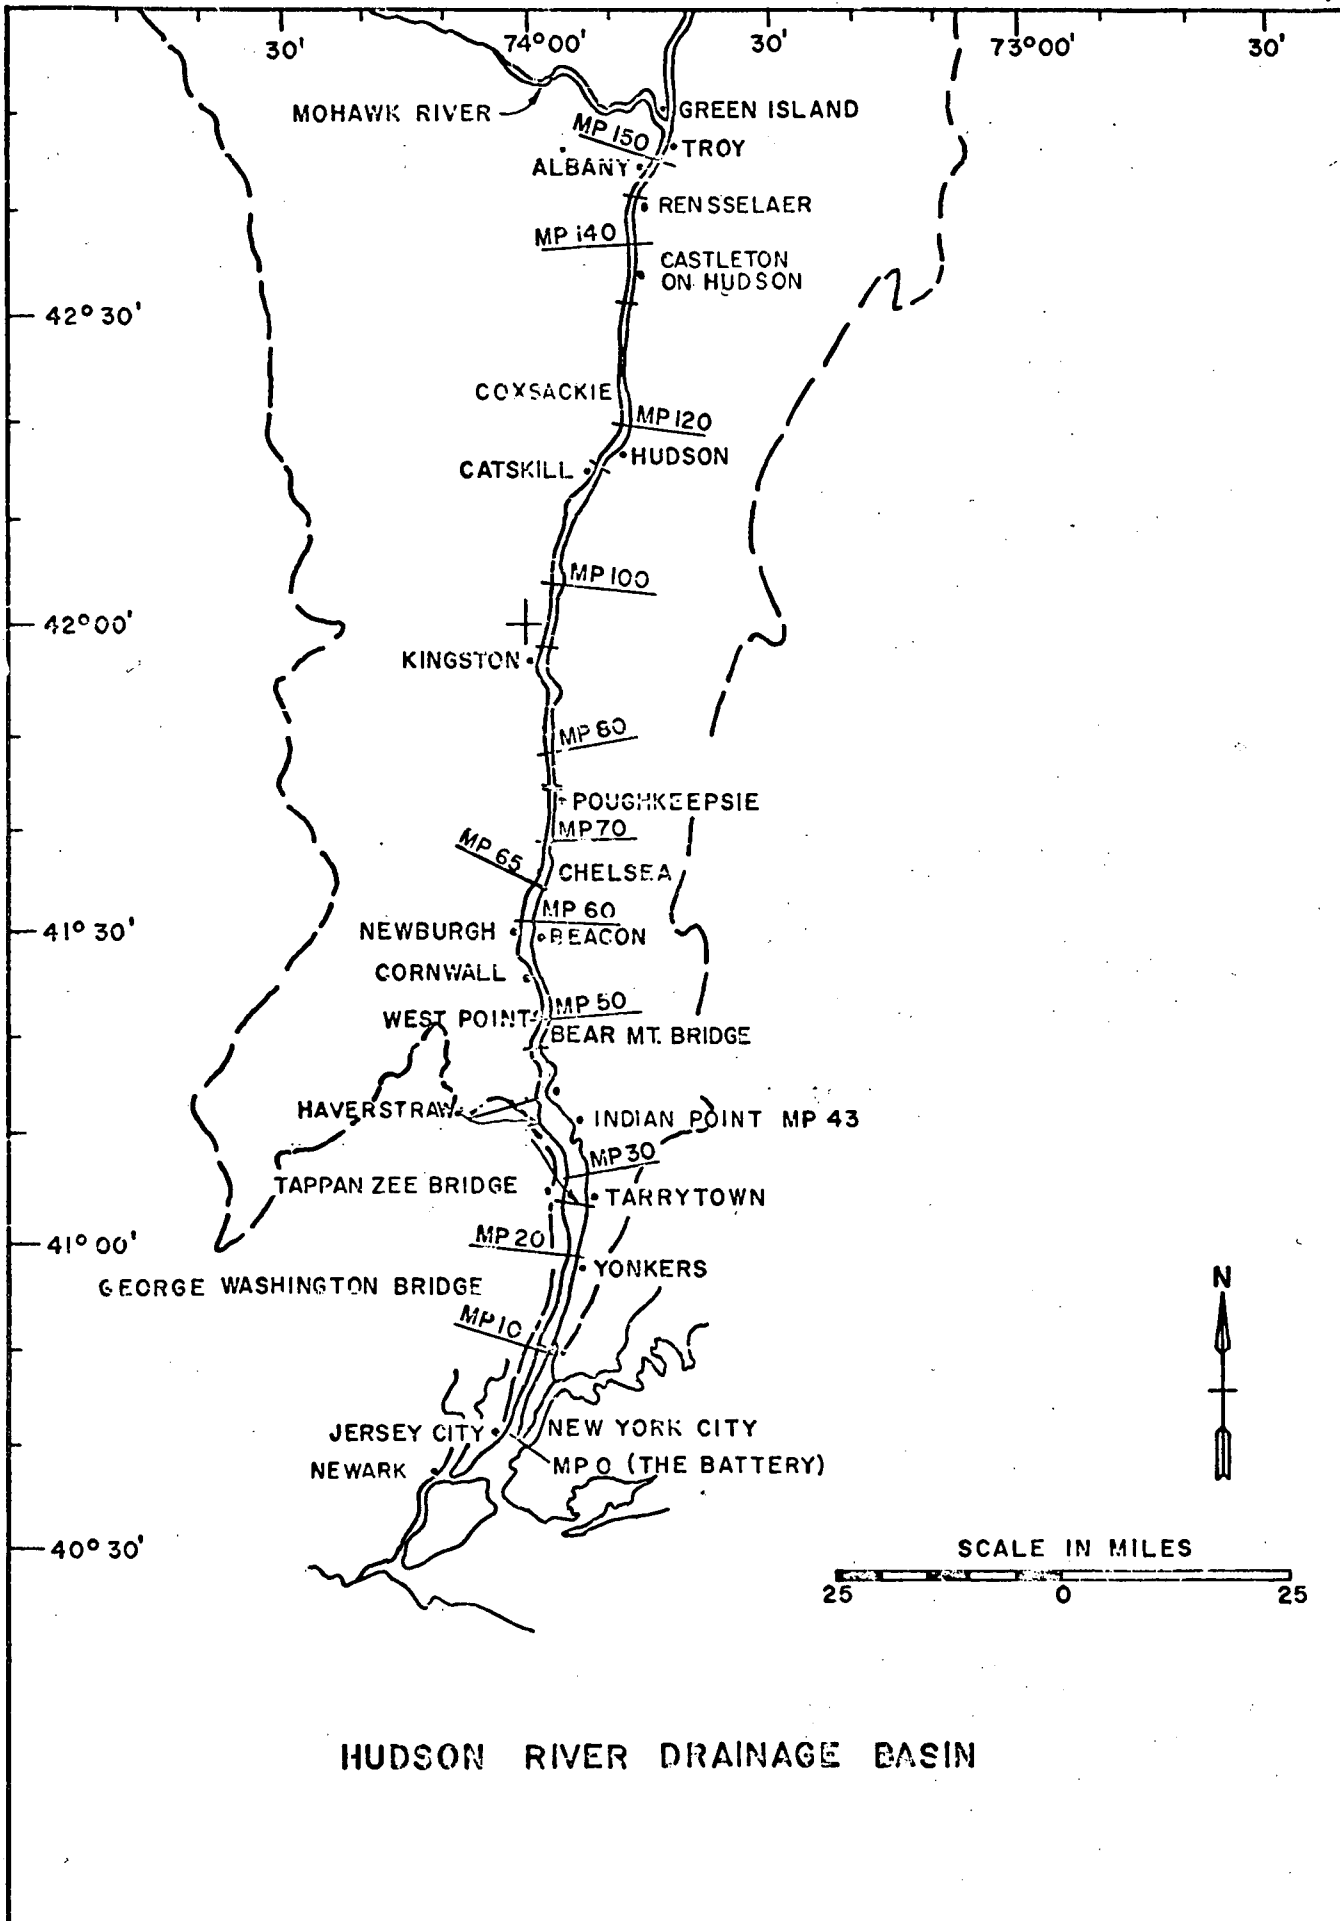 30' 74°00' 30' 73°00' 30'
MOHAWK RIVER
GREEN ISLAND
MP 150
TROY
ALBANY
RENSSELAER
MP 140
CASTLETON
ON HUDSON
42°30'
COXSACKIE
MP 120
HUDSON
CATSKILL
MP 100
42°00'
KINGSTON
MP 80
POUGHKEEPSIE
MP 70
MP 65
CHELSEA
MP 60
41°30'
NEWBURGH
BEACON
CORNWALL
MP 50
WEST POINT
BEAR MT. BRIDGE
HAVERSTRAW
INDIAN POINT MP 43
MP 30
TAPPAN ZEE BRIDGE
TARRYTOWN
MP 20
41°00'
YONKERS
GEORGE WASHINGTON BRIDGE
N
MP 10
JERSEY CITY
NEW YORK CITY
NEWARK
MP 0 (THE BATTERY)
40°30'
SCALE IN MILES
25 0 25
HUDSON RIVER DRAINAGE BASIN